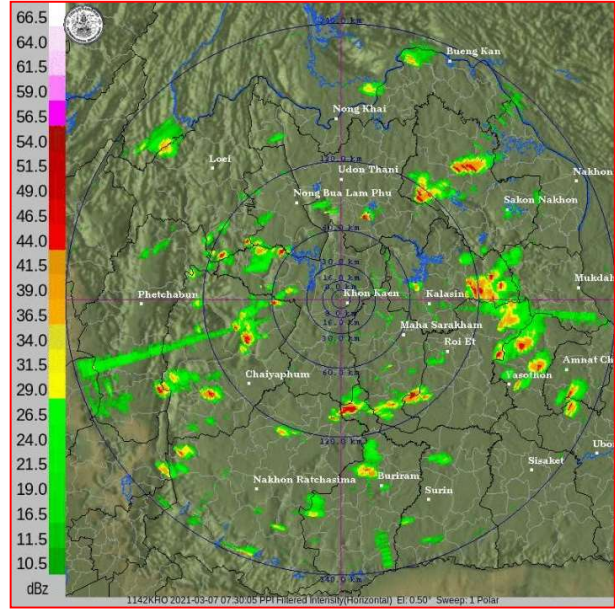 66.5
64.0
61.5
59.0
56.5
54.0
51.5
49.0
46.5
44.0
41.5
39.0
36.5
34.0
31.5
29.0
26.5
24.0
21.5
19.0
16.5
15.5
13.0
10.5
dBz
Bueng Kan
Nong Khai
Loei
Udon Thani
Nakhon
Nong Bua Lam Phu
Sakon Nakhon
Phetchabun
Khon Kaen
Kalasin
Mukdah
Maha Sarakham
Roi Et
Chaiyaphum
Yasothon
Amnat Ch
Ubo
Sisaket
Nakhon Ratchasima
Buriram
Surin
1142KHO 2021-03-07 07:30:05 PPI Filtered Intensity(Horizontal) El: 0.50° Sweep: 1 Polar